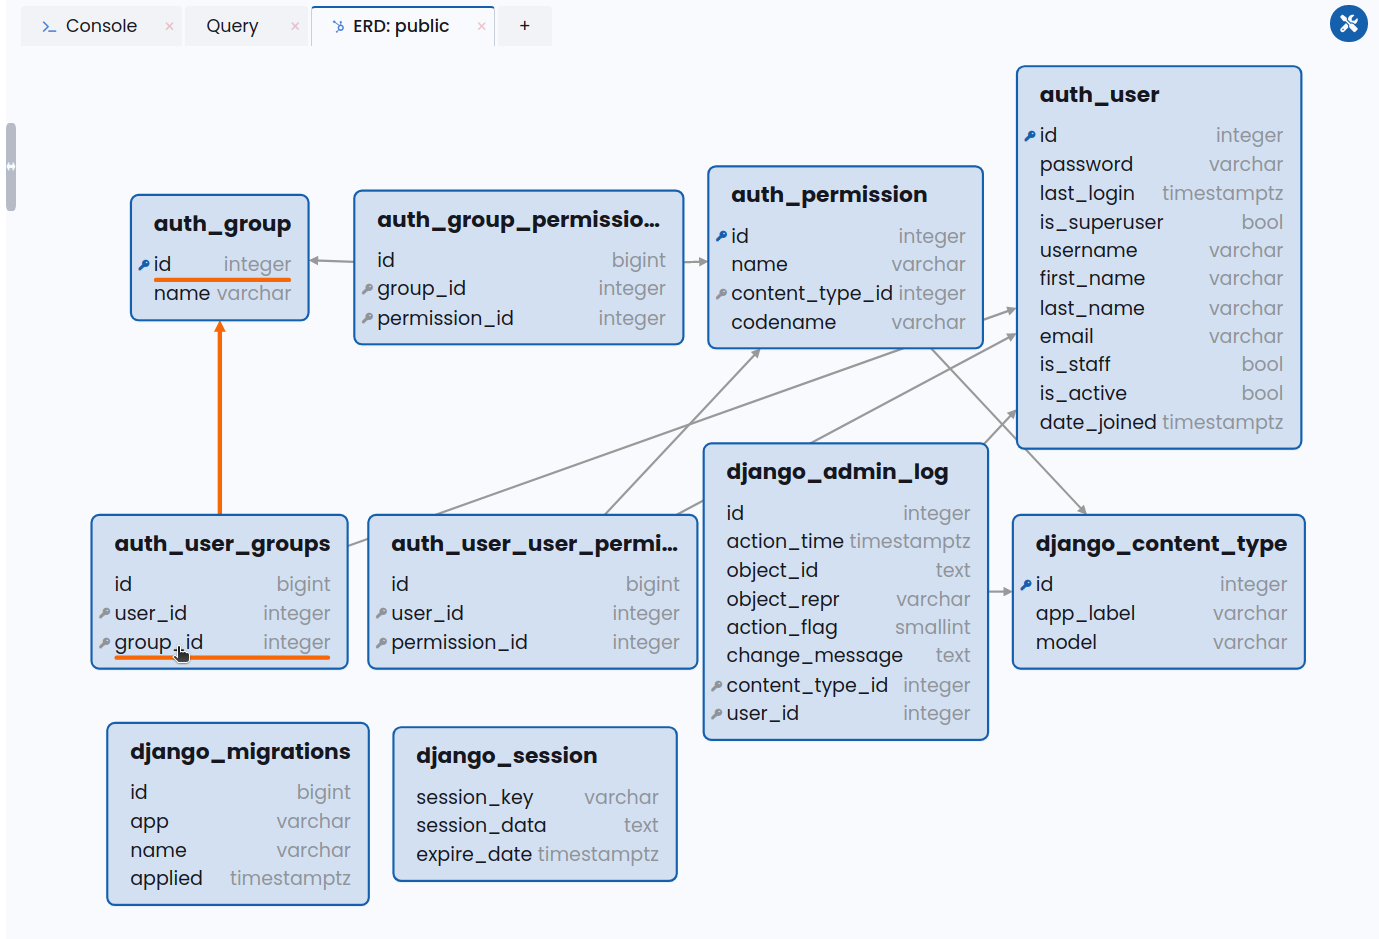 Console × Query × ERD: public × +
auth_group
id integer
name varchar
auth_group_permissio...
id bigint
group_id integer
permission_id integer
auth_permission
id integer
name varchar
content_type_id integer
codename varchar
auth_user
id integer
password varchar
last_login timestamptz
is_superuser bool
username varchar
first_name varchar
last_name varchar
email varchar
is_staff bool
is_active bool
date_joined timestamptz
auth_user_groups
id bigint
user_id integer
group_id integer
auth_user_user_permi...
id bigint
user_id integer
permission_id integer
django_admin_log
id integer
action_time timestamptz
object_id text
object_repr varchar
action_flag smallint
change_message text
content_type_id integer
user_id integer
django_content_type
id integer
app_label varchar
model varchar
django_migrations
id bigint
app varchar
name varchar
applied timestamptz
django_session
session_key varchar
session_data text
expire_date timestamptz